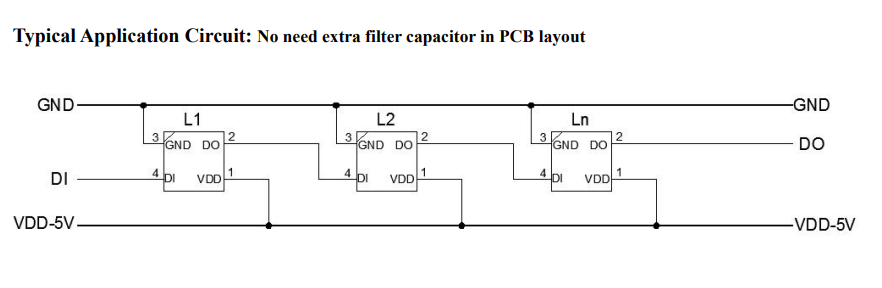 Typical Application Circuit: No need extra filter capacitor in PCB layout
GND GND
L1 L2 Ln
3 2 3 2 3 2
GND DO GND DO GND DO DO
DI 4 DI VDD 1 4 DI VDD 1 4 DI VDD 1
VDD-5V VDD-5V